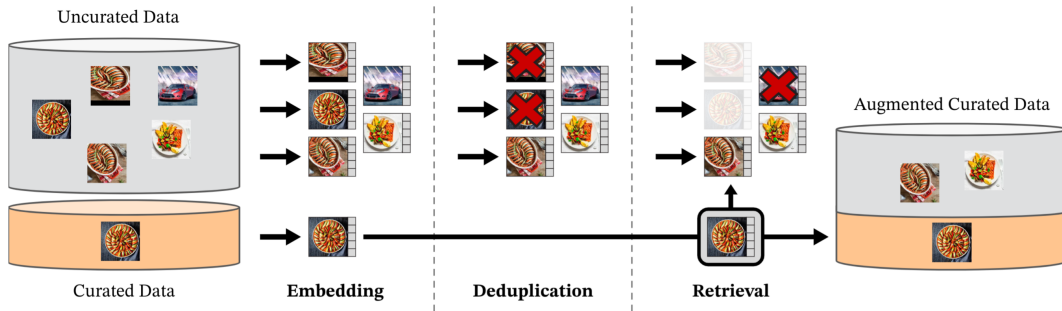 Uncurated Data
Augmented Curated Data
Curated Data
Embedding
Deduplication
Retrieval